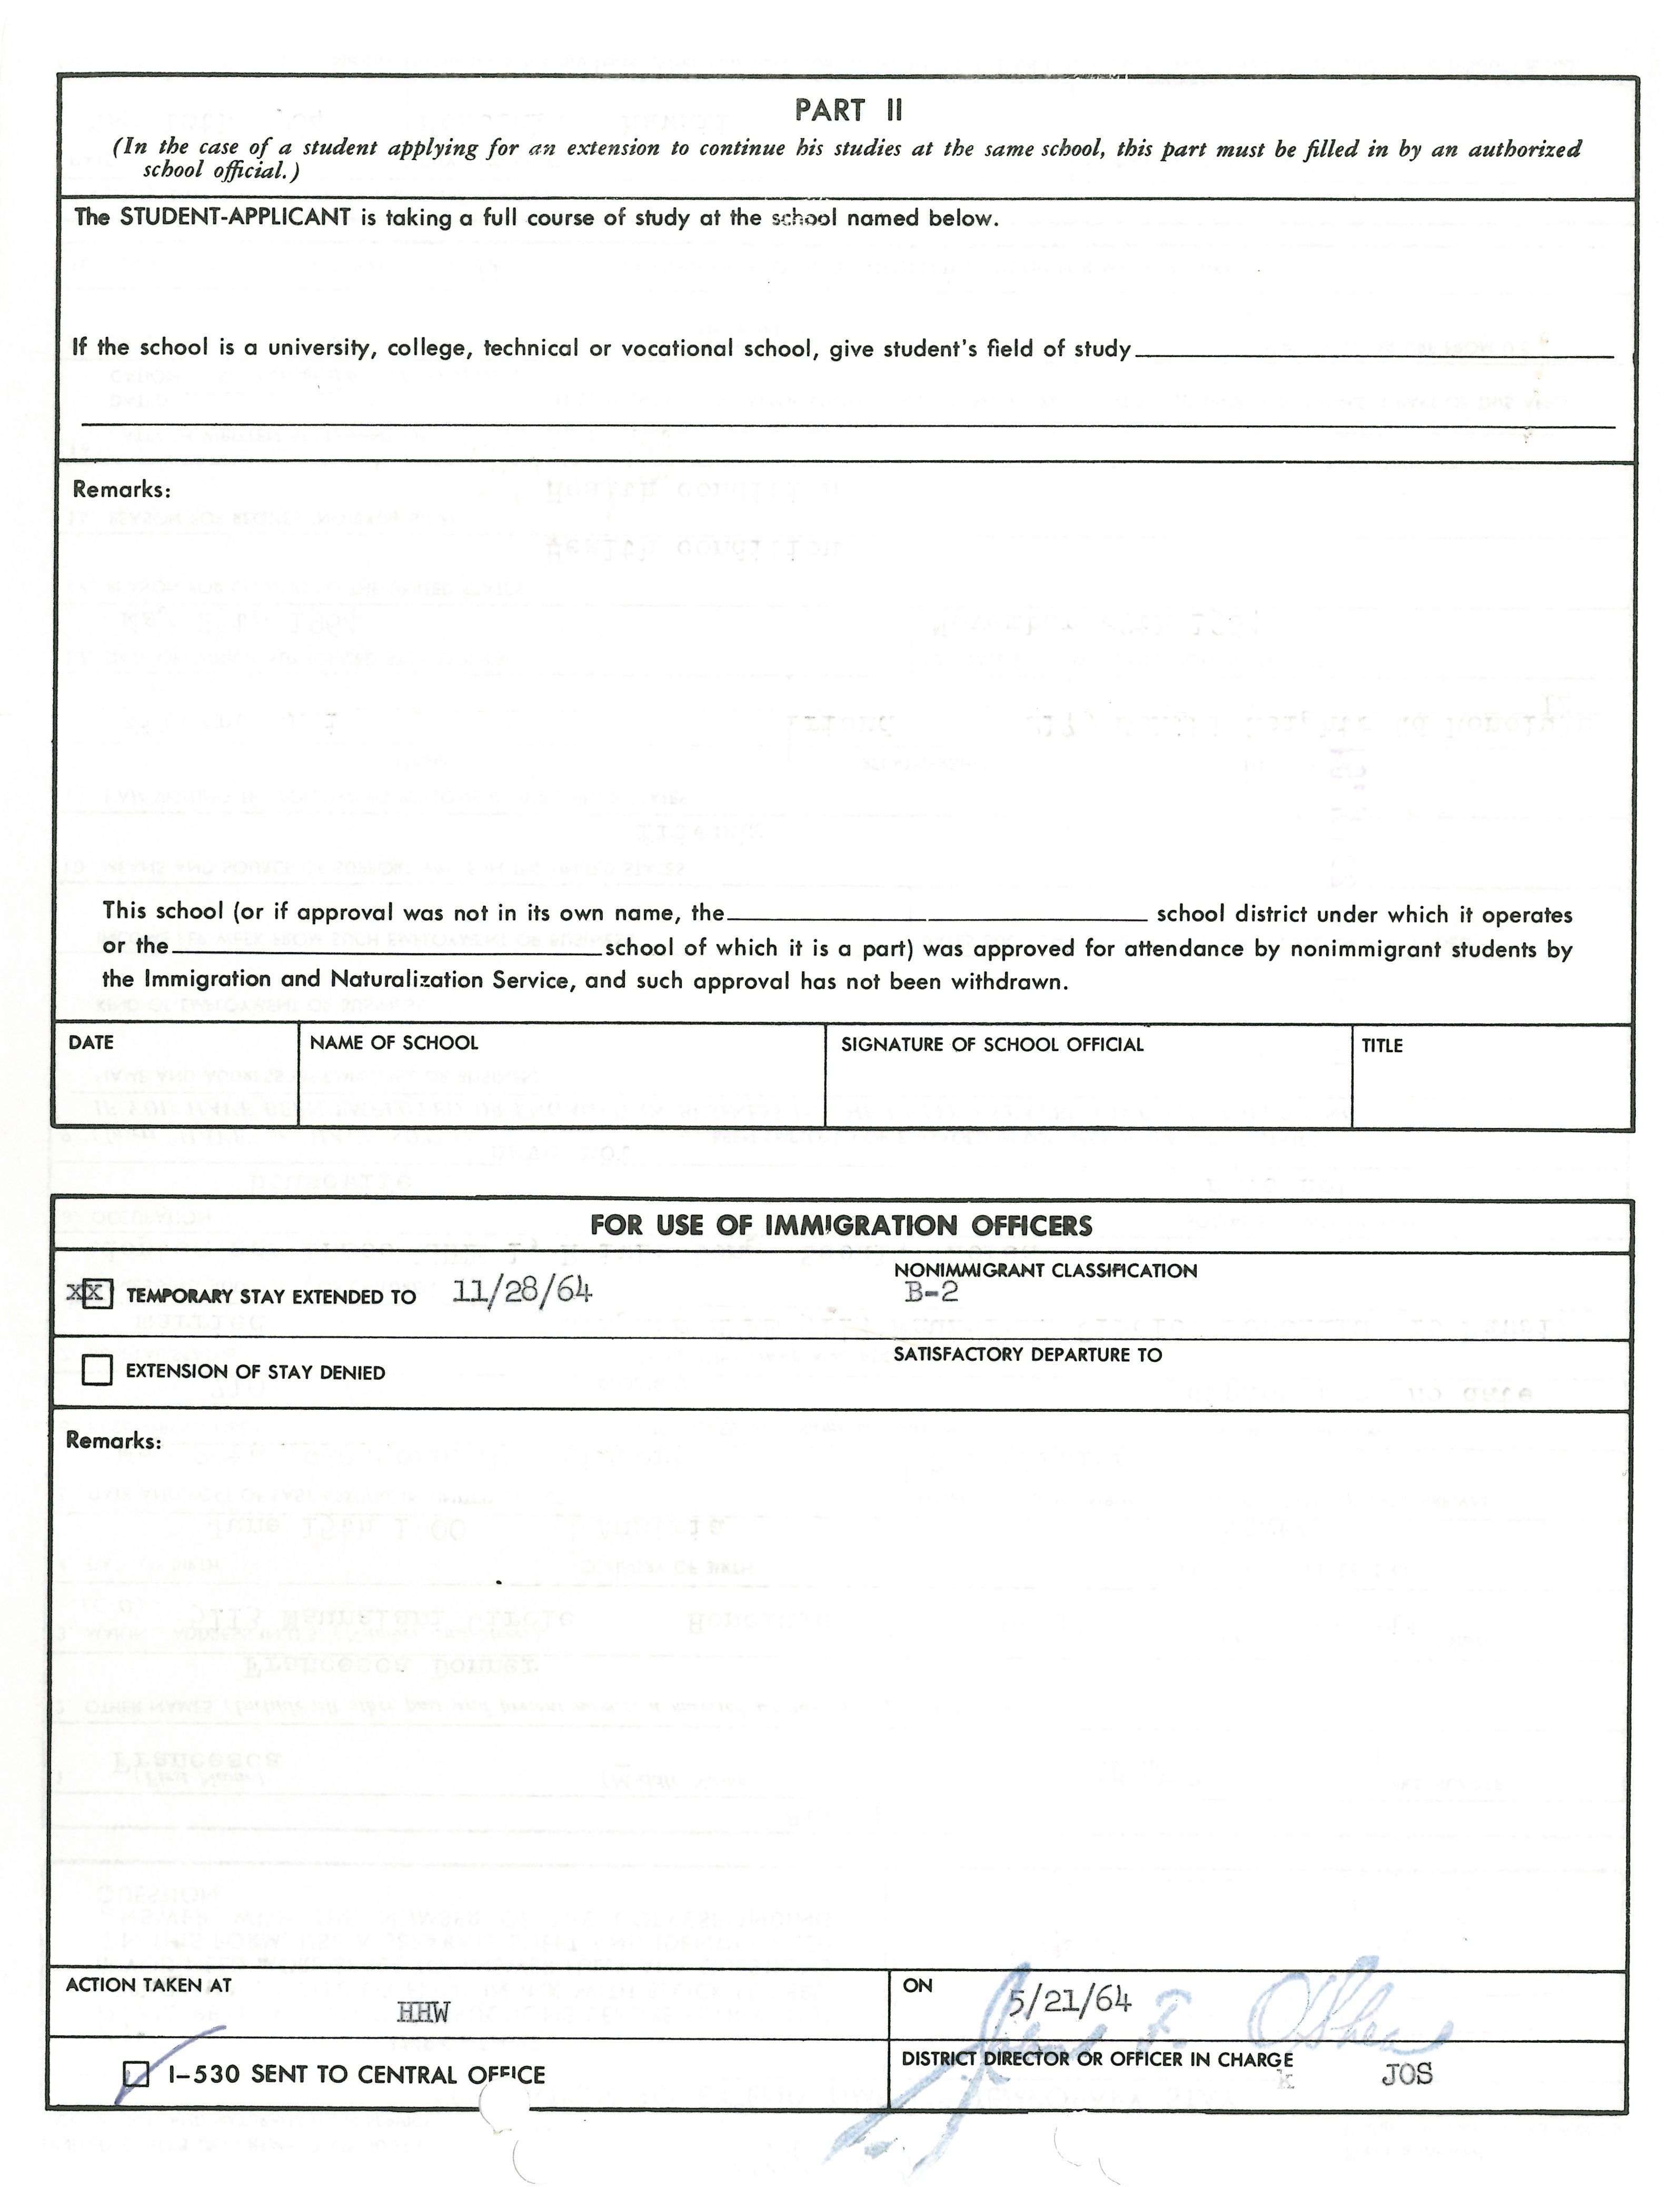 PART II
(In the case of a student applying for an extension to continue his studies at the same school, this part must be filled in by an authorized
school official.)
The STUDENT-APPLICANT is taking a full course of study at the school named below.
If the school is a university, college, technical or vocational school, give student's field of study
Remarks:
This school (or if approval was not in its own name, the school district under which it operates
or the school of which it is a part) was approved for attendance by nonimmigrant students by
the Immigration and Naturalization Service, and such approval has not been withdrawn.
DATE NAME OF SCHOOL SIGNATURE OF SCHOOL OFFICIAL TITLE
FOR USE OF IMMIGRATION OFFICERS
xx TEMPORARY STAY EXTENDED TO 11/28/64 NONIMMIGRANT CLASSIFICATION
B-2
EXTENSION OF STAY DENIED SATISFACTORY DEPARTURE TO
Remarks:
ACTION TAKEN AT HHW ON 5/21/64
I-530 SENT TO CENTRAL OFFICE DISTRICT DIRECTOR OR OFFICER IN CHARGE
k JOS
F. O'Shea